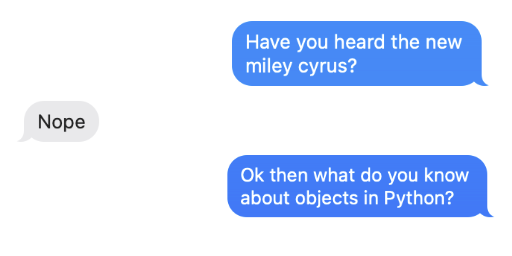 Have you heard the new
miley cyrus?
Nope
Ok then what do you know
about objects in Python?